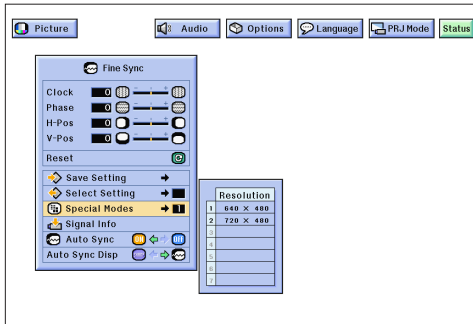 Picture Audio Options Language PRJ Mode Status
Fine Sync
Clock 0
Phase 0
H-Pos 0
V-Pos 0
Reset
Save Setting
Select Setting
Special Modes 1
Signal Info
Auto Sync ON OFF
Auto Sync Disp
Resolution
1 640 × 480
2 720 × 480
3
4
5
6
7